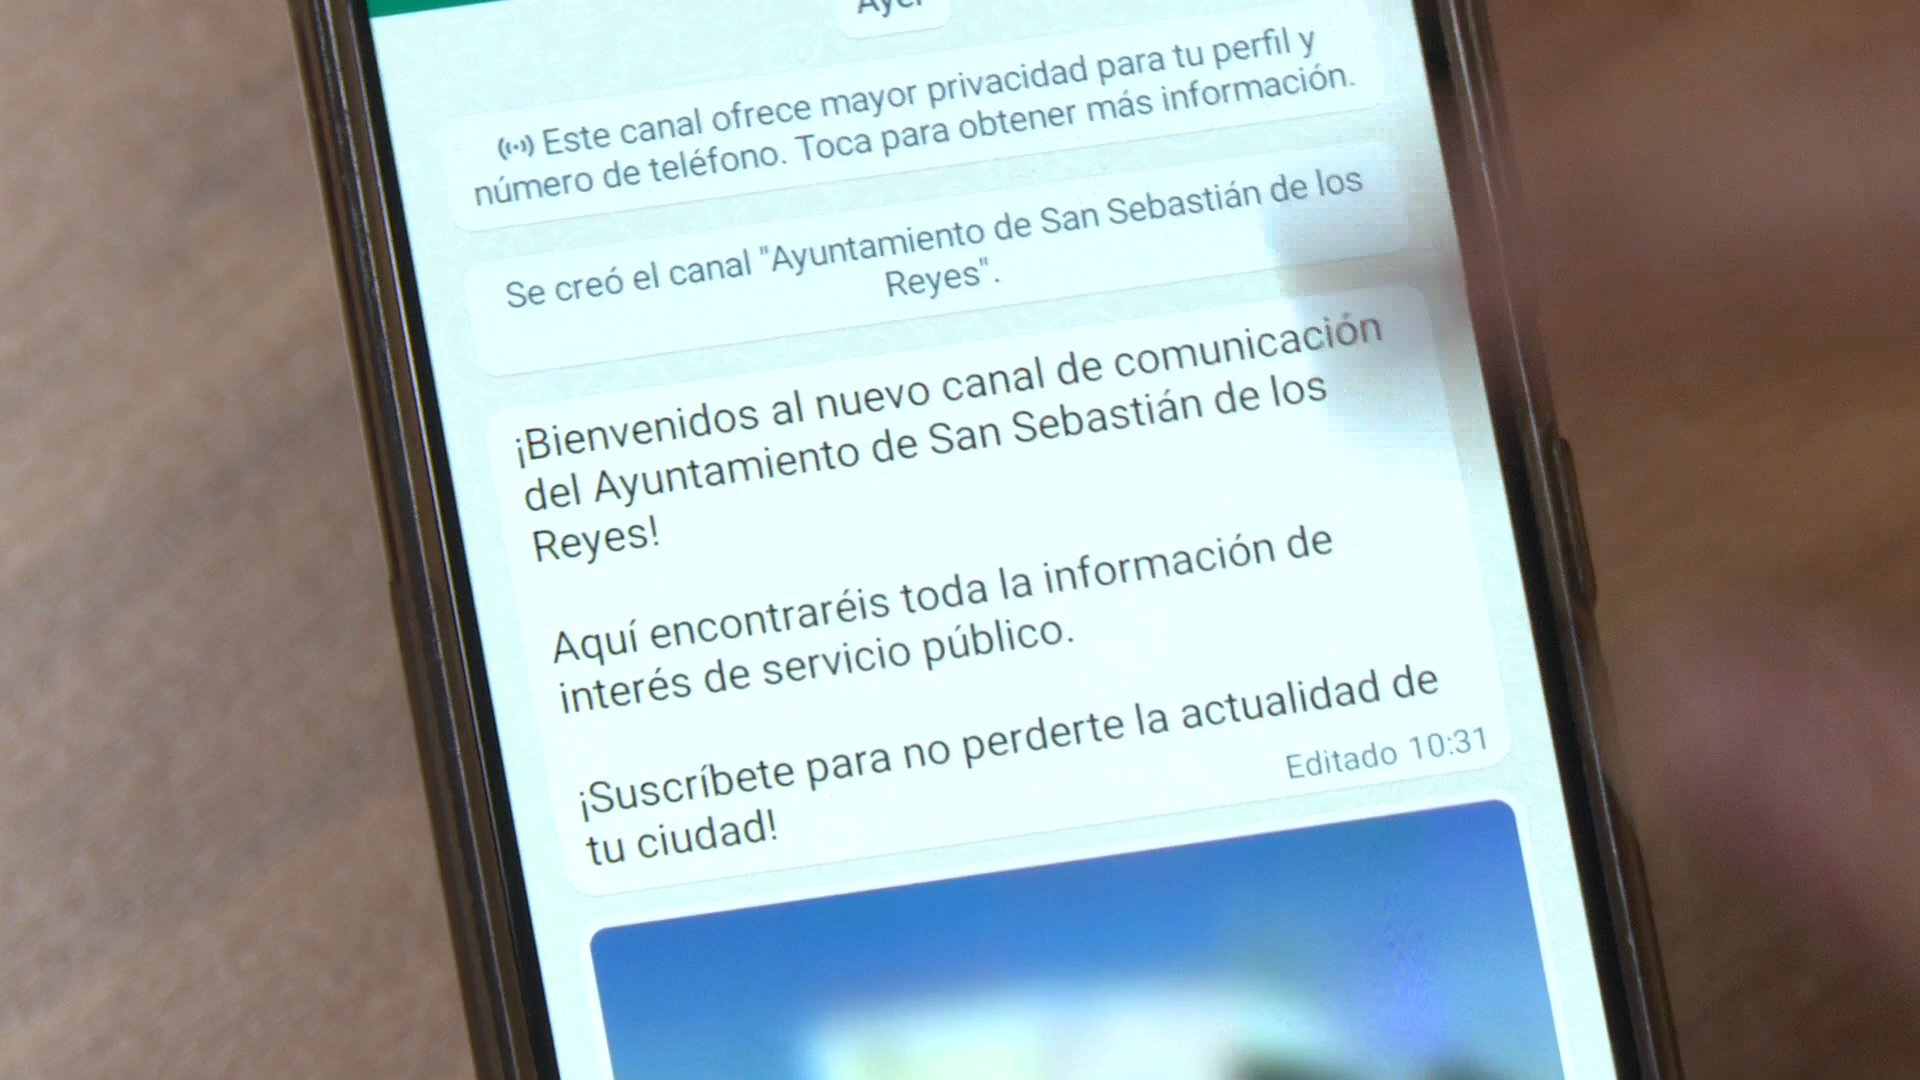 Ayer
Este canal ofrece mayor privacidad para tu perfil y
número de teléfono. Toca para obtener más información.
Se creó el canal "Ayuntamiento de San Sebastián de los
Reyes".
¡Bienvenidos al nuevo canal de comunicación
del Ayuntamiento de San Sebastián de los
Reyes!
Aquí encontraréis toda la información de
interés de servicio público.
¡Suscríbete para no perderte la actualidad de
tu ciudad!
Editado 10:31